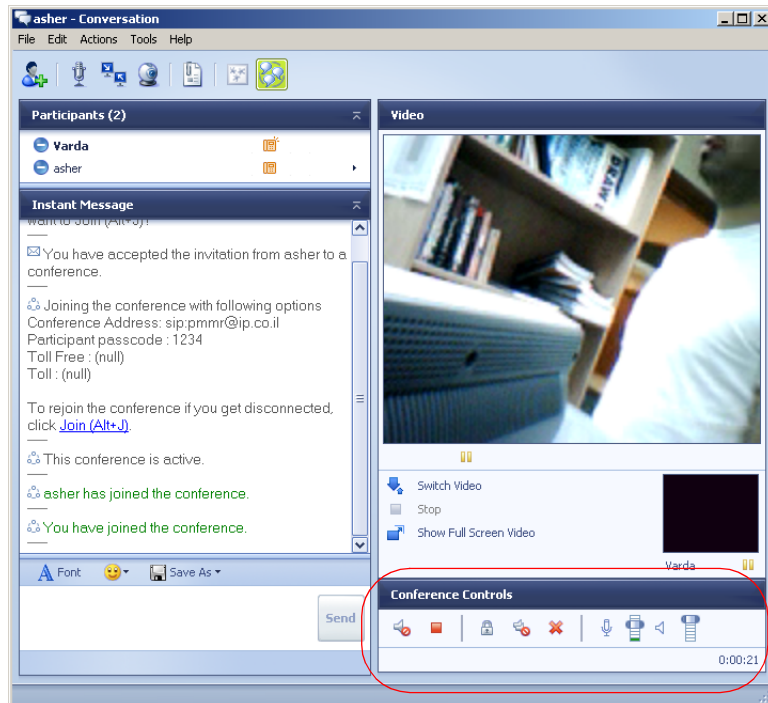 asher - Conversation
File Edit Actions Tools Help
Participants (2)
Varda
asher
Instant Message
want to Join (Alt+J)?
You have accepted the invitation from asher to a
conference.
Joining the conference with following options
Conference Address: sip:pmmr@ip.co.il
Participant passcode : 1234
Toll Free : (null)
Toll : (null)
To rejoin the conference if you get disconnected,
click Join (Alt+J).
This conference is active.
asher has joined the conference.
You have joined the conference.
Font Save As
Send
Video
DRAW
Switch Video
Stop
Show Full Screen Video
Varda
Conference Controls
0:00:21